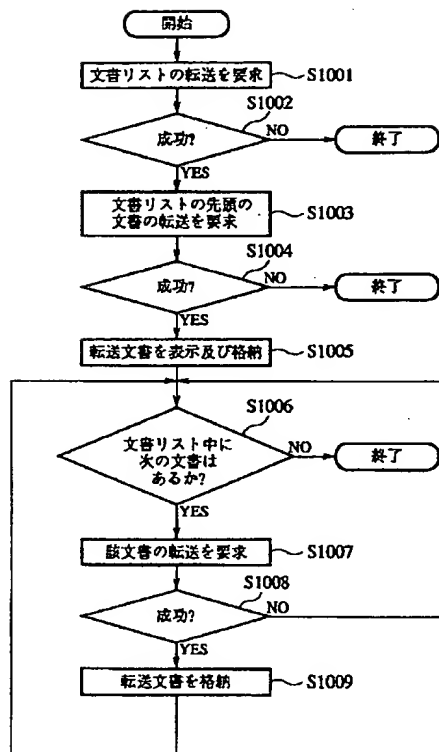 開始
文書リストの転送を要求
S1001
S1002
成功?
NO
終了
YES
文書リストの先頭の
文書の転送を要求
S1003
S1004
成功?
NO
終了
YES
転送文書を表示及び格納
S1005
S1006
文書リスト中に
次の文書は
あるか?
NO
終了
YES
該文書の転送を要求
S1007
S1008
成功?
NO
YES
転送文書を格納
S1009